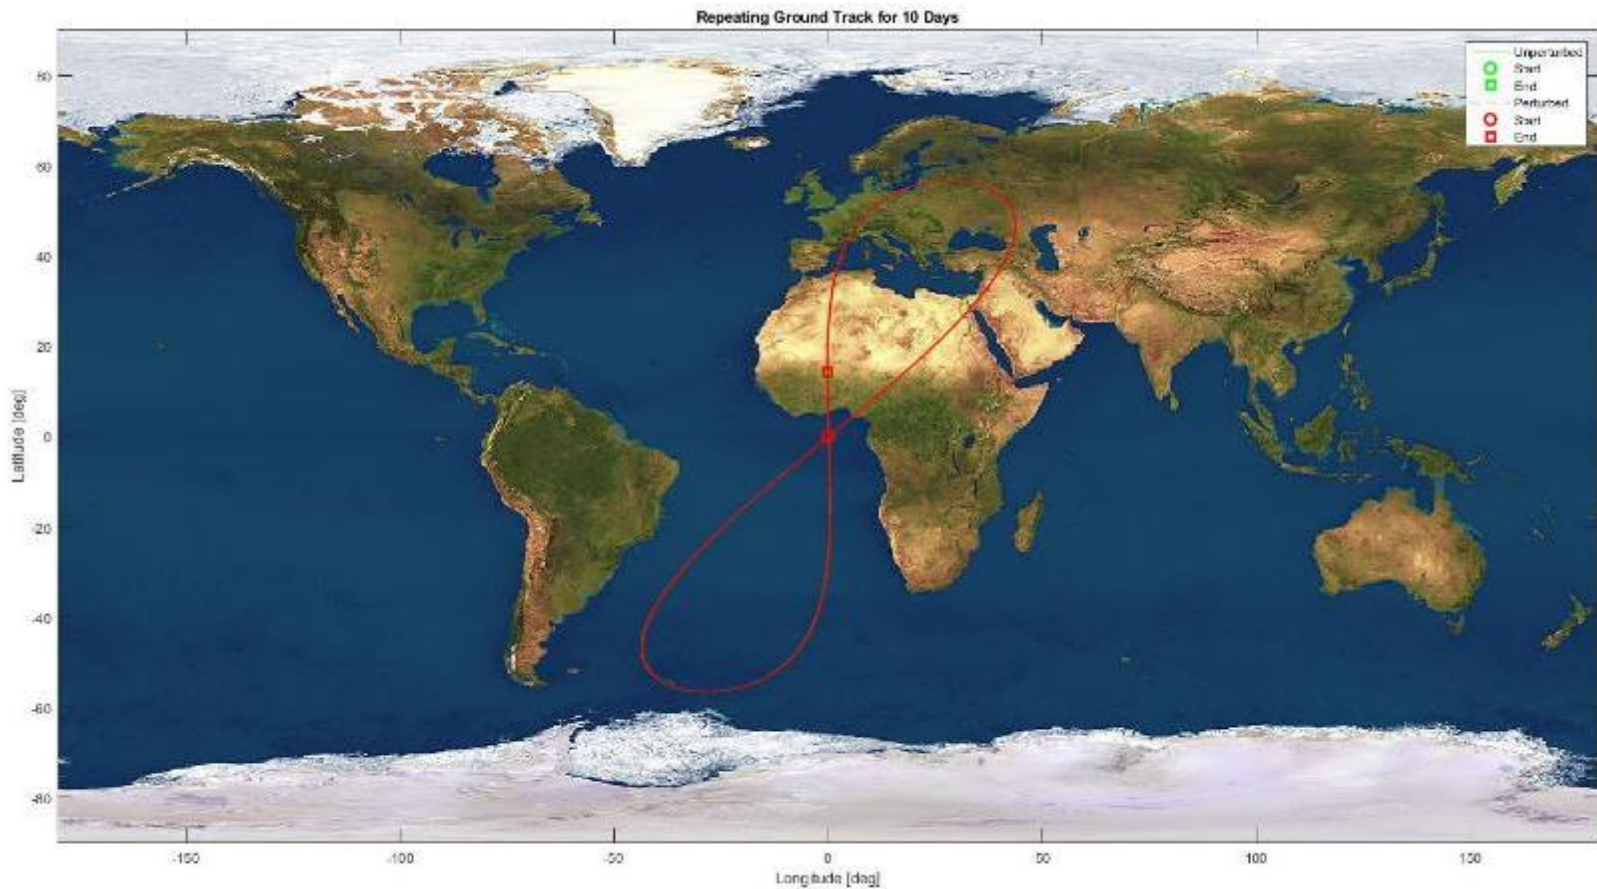 Repeating Ground Track for 10 Days
Unperturbed
Start
End
Perturbed
Start
End
80
60
40
20
0
-20
-40
-60
-80
Latitude [deg]
-150
-100
-50
0
50
100
150
Longitude [deg]